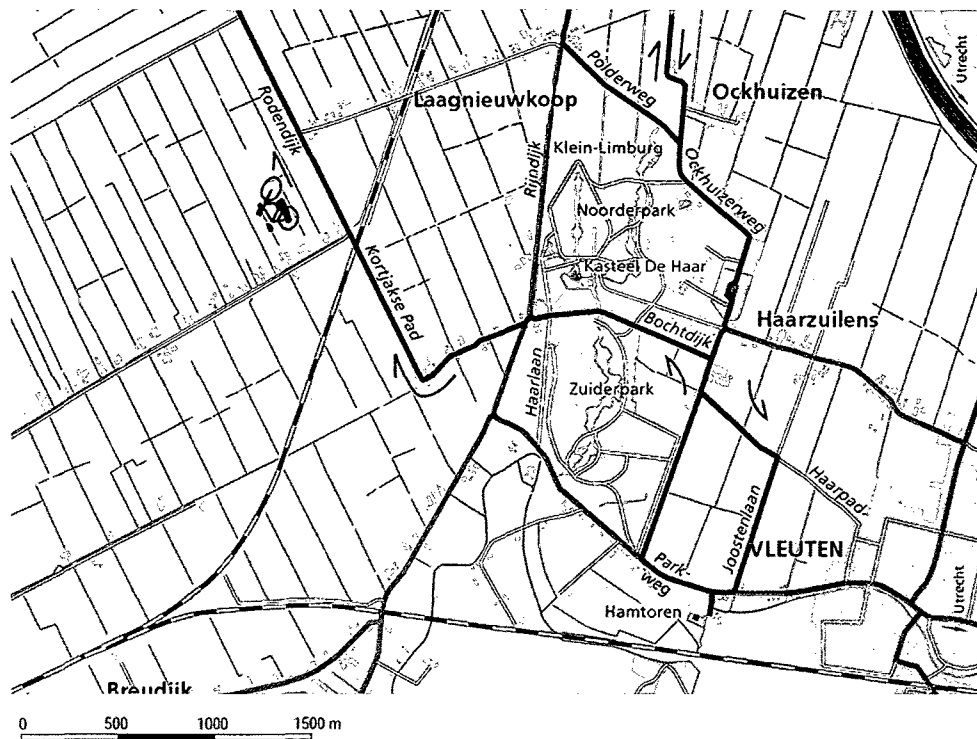 Utrecht
Polderweg
Rodendijk
Laagnieuwkoop
Ockhuizen
Klein-Limburg
Rijndijk
Ockhuizerweg
Noorderpark
Kasteel De Haar
Kortjakse Pad
Bochtdijk
Haarzuilens
Haarlaan
Zuiderpark
Haarpad
Joostenlaan
VLEUTEN
Park-
weg
Hamtoren
Utrecht
Breudijk
0 500 1000 1500 m